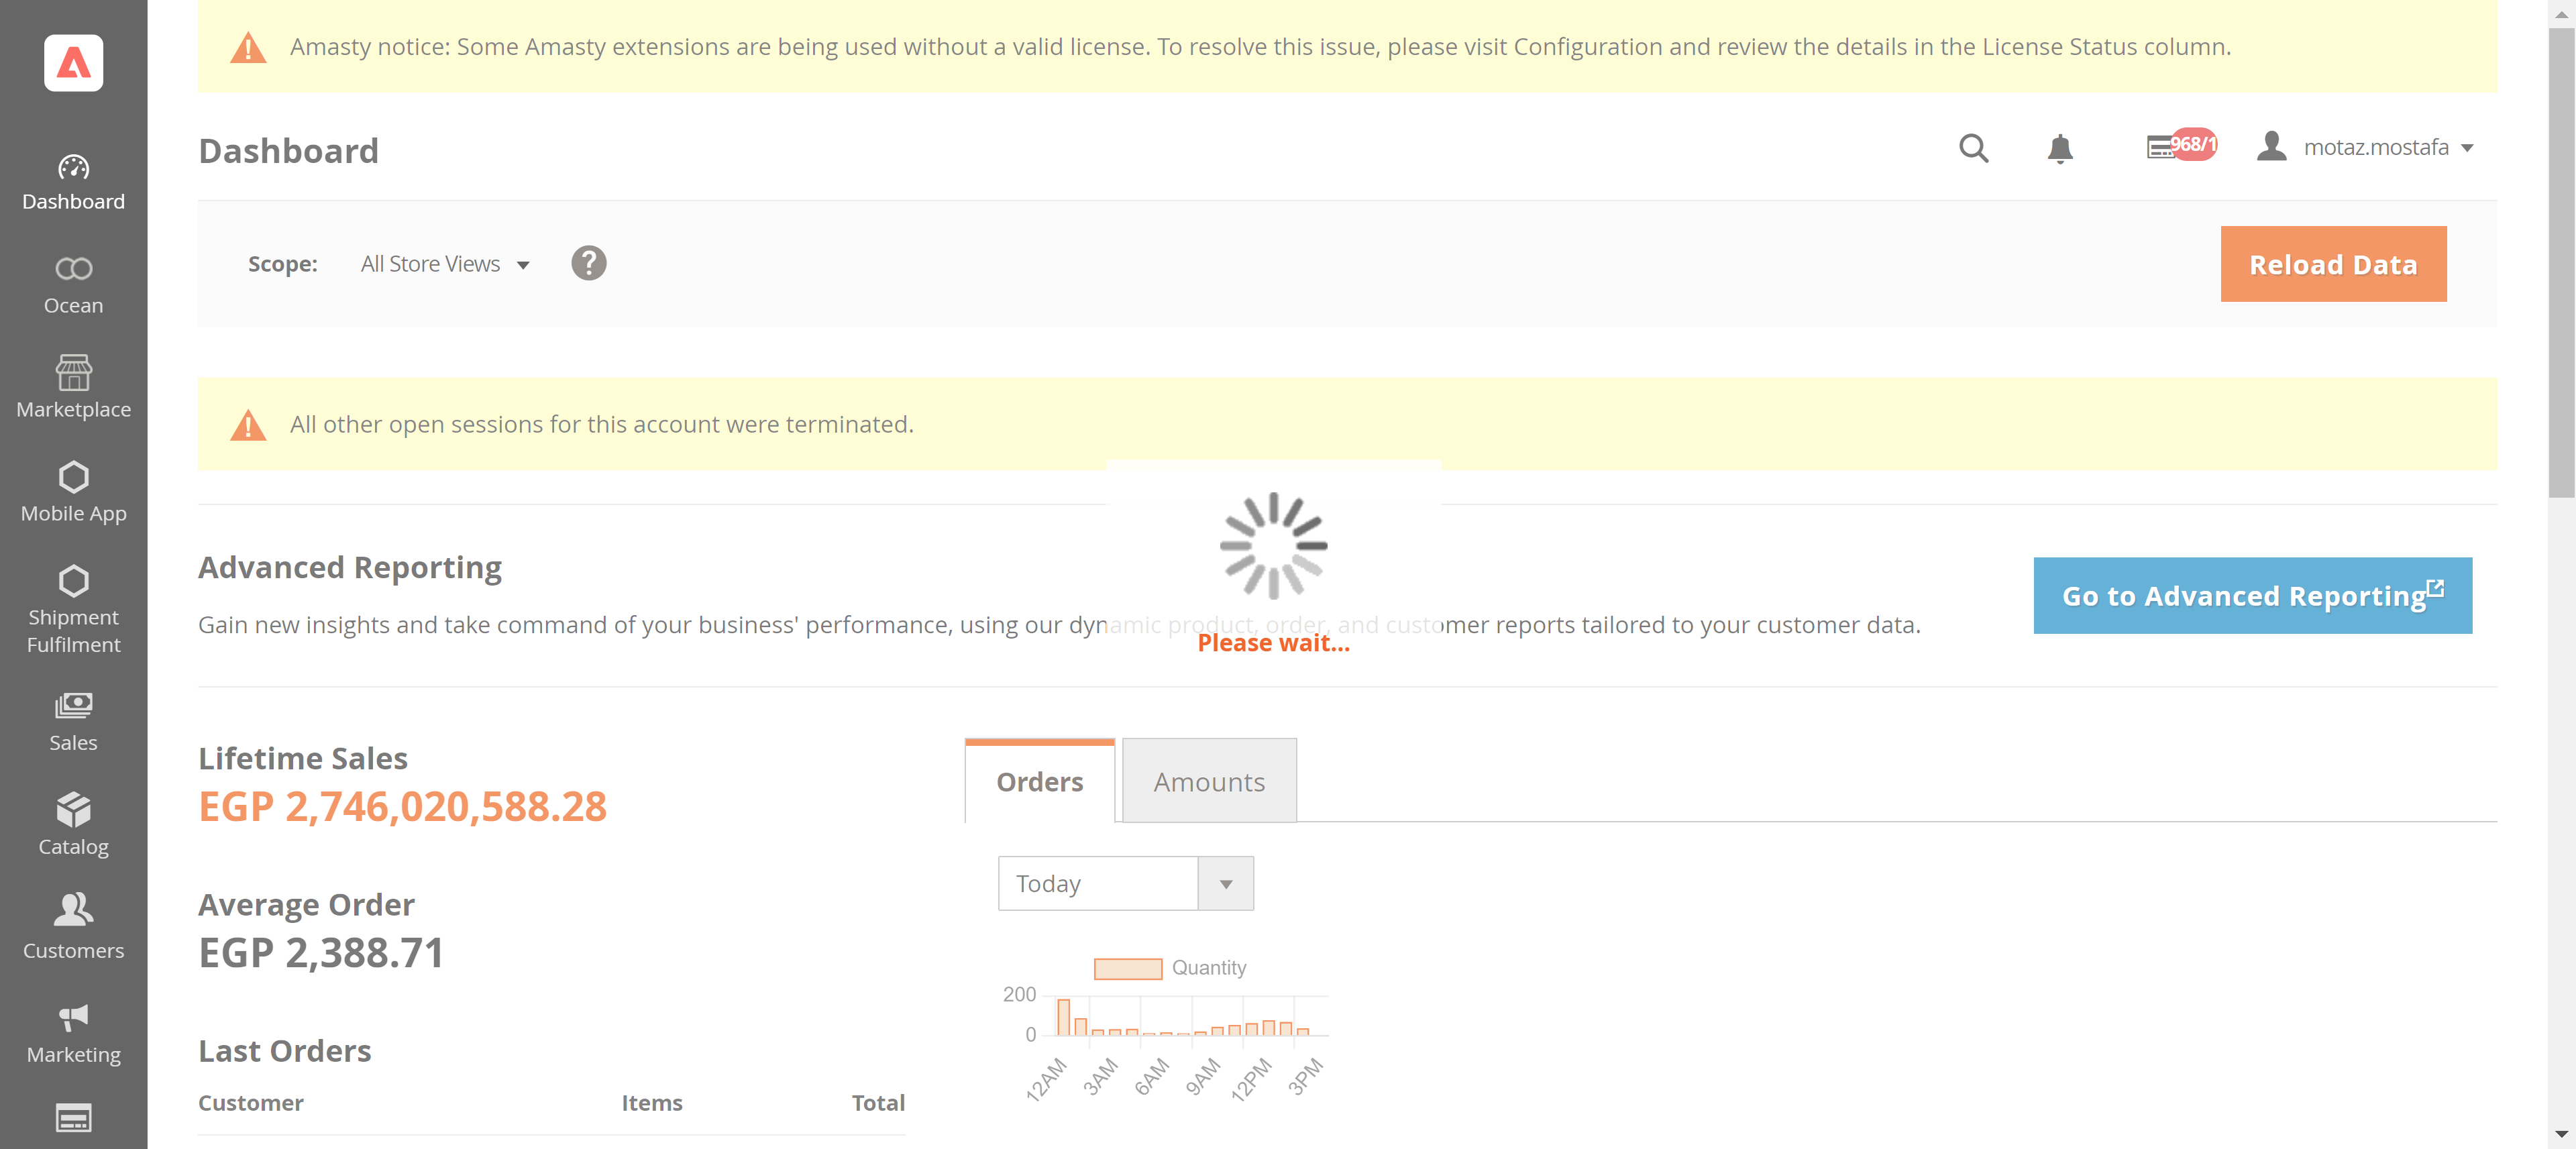 Amasty notice: Some Amasty extensions are being used without a valid license. To resolve this issue, please visit Configuration and review the details in the License Status column.
Dashboard
968/1
motaz.mostafa
Scope:
All Store Views
?
Reload Data
All other open sessions for this account were terminated.
Dashboard
Ocean
Marketplace
Mobile App
Shipment
Fulfilment
Sales
Catalog
Customers
Marketing
Advanced Reporting
Gain new insights and take command of your business' performance, using our dynamic product, order, and customer reports tailored to your customer data.
Go to Advanced Reporting
Please wait...
Lifetime Sales
EGP 2,746,020,588.28
Average Order
EGP 2,388.71
Last Orders
Customer Items Total
Orders
Amounts
Today
Quantity
200
0
12AM 3AM 6AM 9AM 12PM 3PM